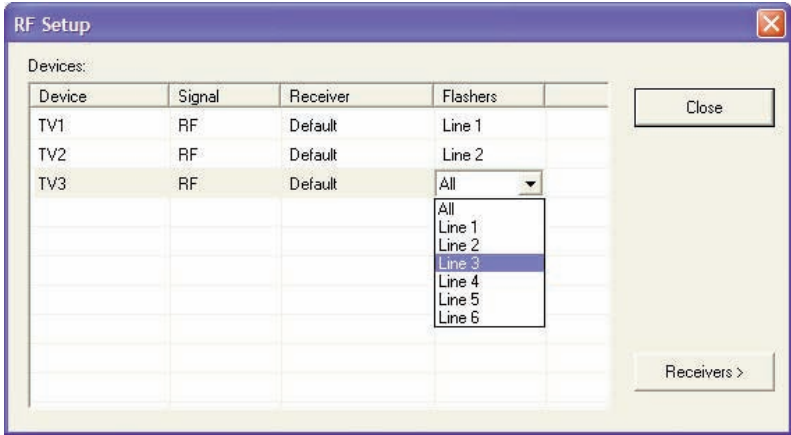 RF Setup
Devices:
Device Signal Receiver Flashers
Close
TV1 RF Default Line 1
TV2 RF Default Line 2
TV3 RF Default All
All
Line 1
Line 2
Line 3
Line 4
Line 5
Line 6
Receivers >